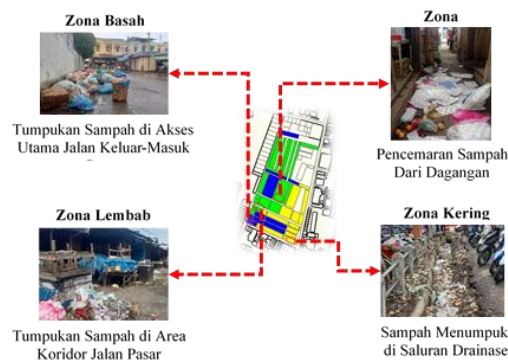 Zona Basah
Tumpukan Sampah di Akses
Utama Jalan Keluar-Masuk
Zona
Pencemaran Sampah
Dari Dagangan
Zona Lembab
Tumpukan Sampah di Area
Koridor Jalan Pasar
Zona Kering
Sampah Menumpuk
di Saluran Drainase